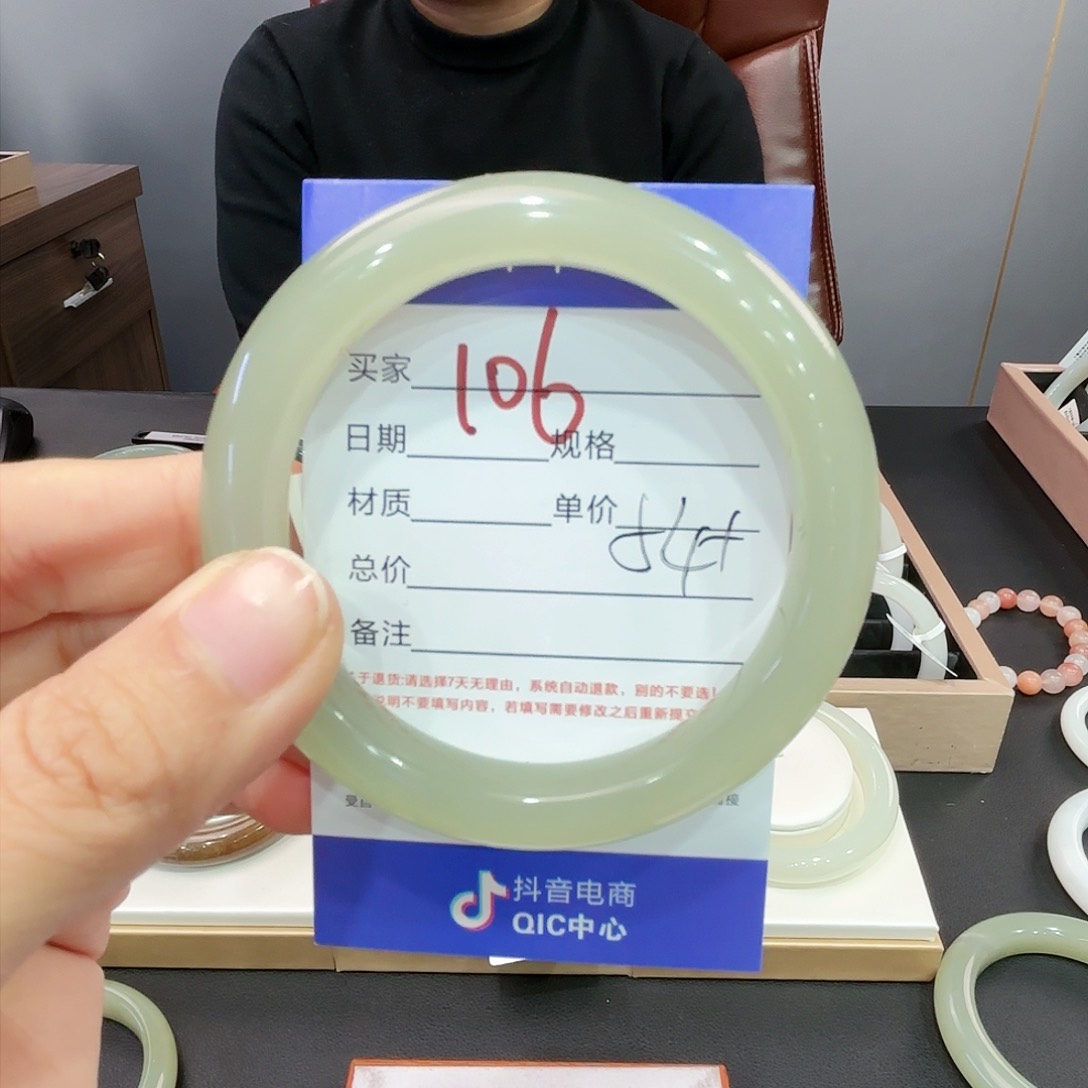 106
买家
日期 规格
材质 单价 54+
总价
备注
于退货:请选择7天无理由，系统自动退款，别的不要选！
说明不要填写内容，若填写需要修改之后重新提交
抖音电商
QIC中心